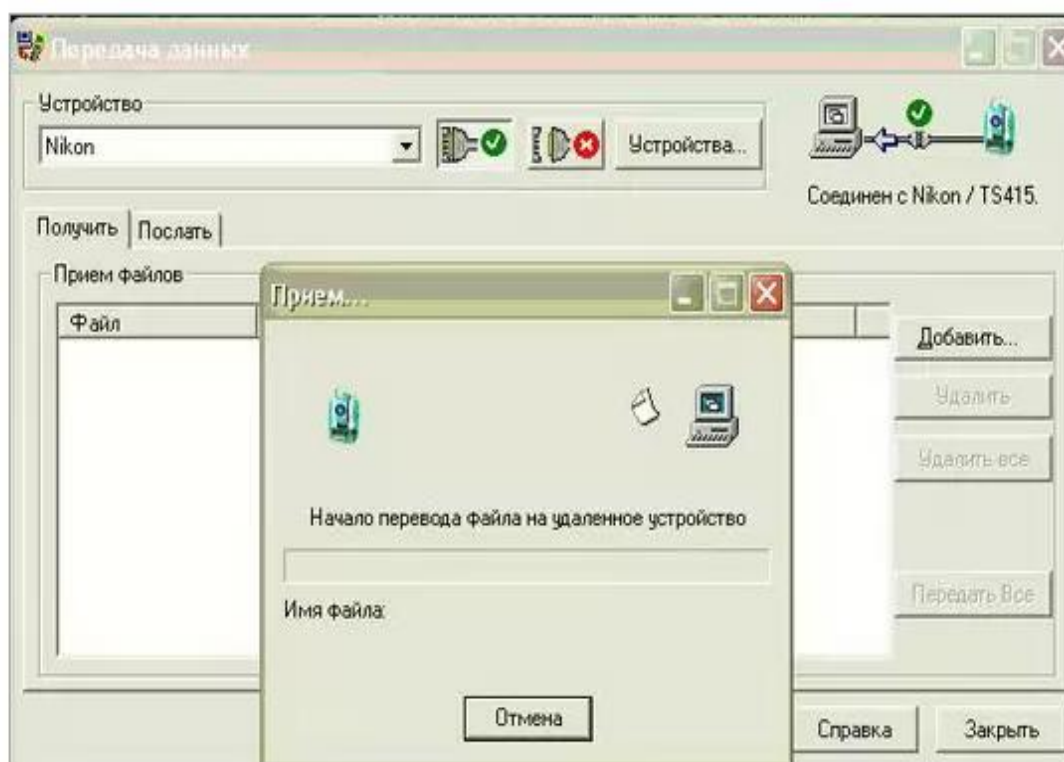 Передача данных
Устройство
Nikon
Устройства...
Соединен с Nikon / TS415.
Получить
Послать
Прием файлов
Файл
Прием...
Добавить...
Удалить
Удалить все
Начало перевода файла на удаленное устройство
Передать Все
Имя файла:
Отмена
Справка
Закрыть